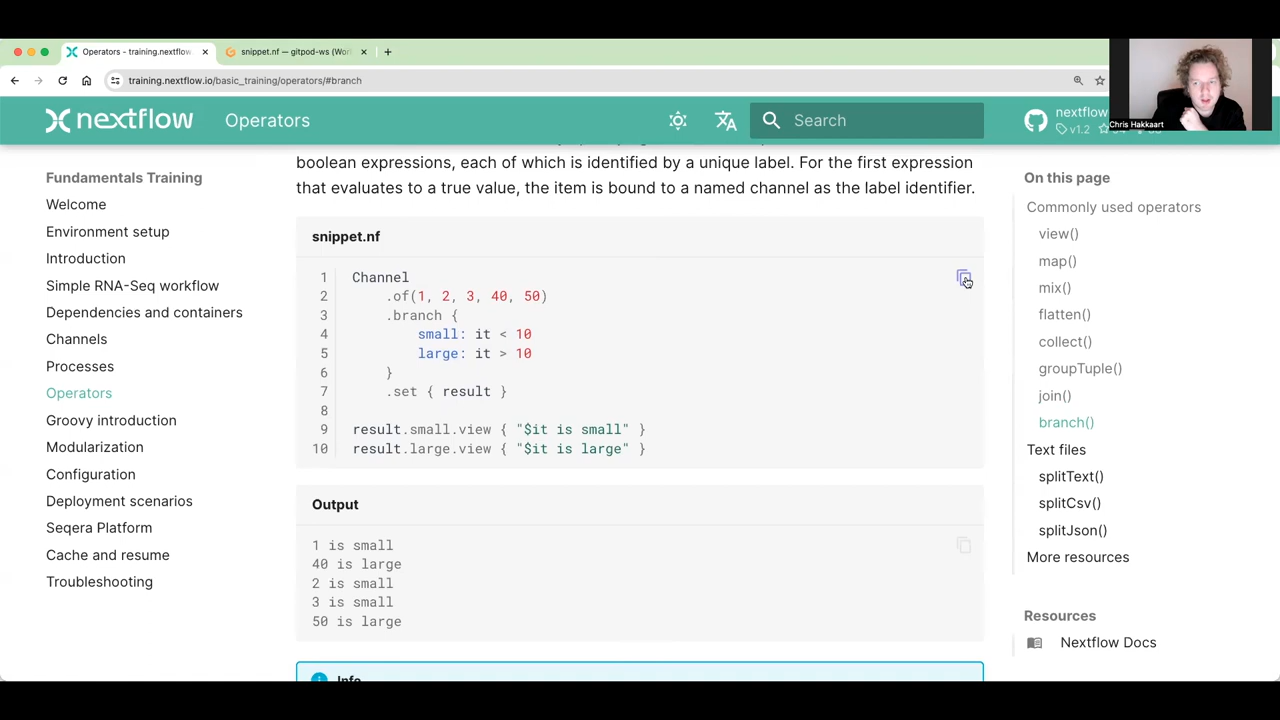 Operators - training.nextflow.
snippet.nf — gitpod-ws (Wor
training.nextflow.io/basic_training/operators/#branch
nextflow
Operators
Search
nextflow
v1.2
Chris Hakkaart
Fundamentals Training
Welcome
Environment setup
Introduction
Simple RNA-Seq workflow
Dependencies and containers
Channels
Processes
Operators
Groovy introduction
Modularization
Configuration
Deployment scenarios
Seqera Platform
Cache and resume
Troubleshooting
boolean expressions, each of which is identified by a unique label. For the first expression
that evaluates to a true value, the item is bound to a named channel as the label identifier.
snippet.nf
1 Channel
2 .of(1, 2, 3, 40, 50)
3 .branch {
4 small: it < 10
5 large: it > 10
6 }
7 .set { result }
8
9 result.small.view { "$it is small" }
10 result.large.view { "$it is large" }
Output
1 is small
40 is large
2 is small
3 is small
50 is large
Info
On this page
Commonly used operators
view()
map()
mix()
flatten()
collect()
groupTuple()
join()
branch()
Text files
splitText()
splitCsv()
splitJson()
More resources
Resources
Nextflow Docs